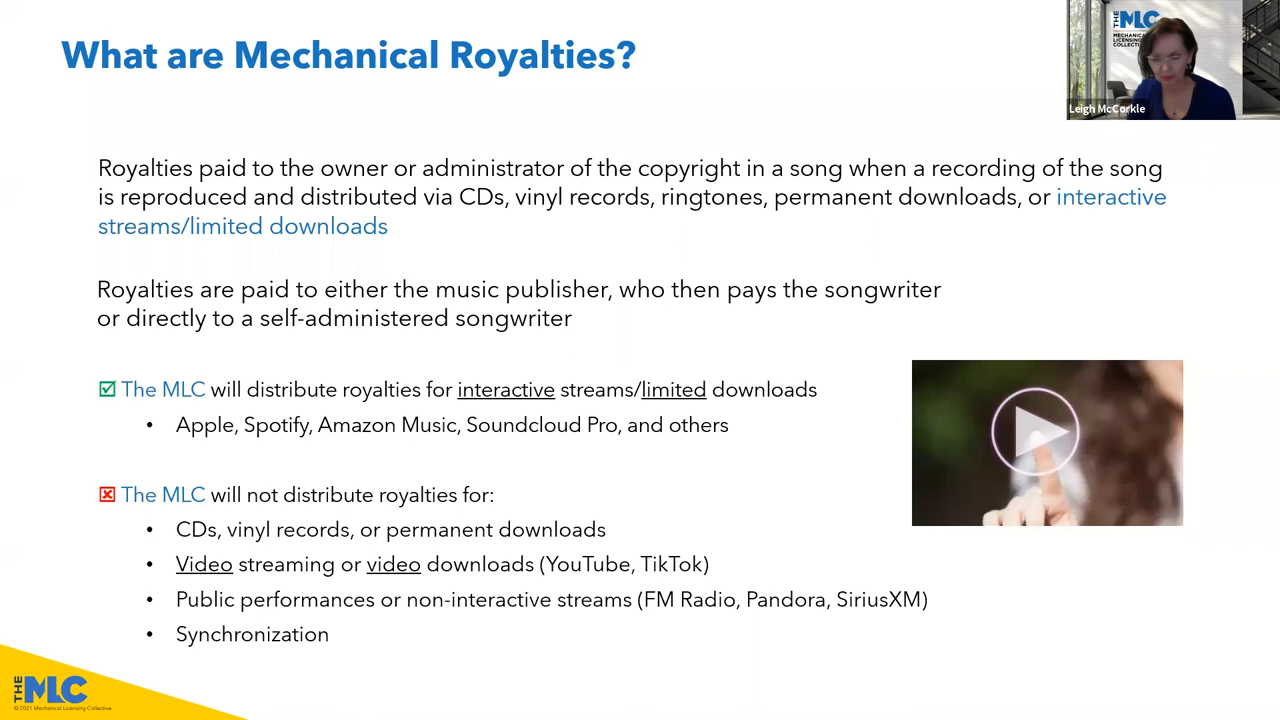 What are Mechanical Royalties?
THE MLC
MECHANICAL
LICENSING
Leigh McCorkle
Royalties paid to the owner or administrator of the copyright in a song when a recording of the song
is reproduced and distributed via CDs, vinyl records, ringtones, permanent downloads, or interactive
streams/limited downloads
Royalties are paid to either the music publisher, who then pays the songwriter
or directly to a self-administered songwriter
The MLC will distribute royalties for interactive streams/limited downloads
• Apple, Spotify, Amazon Music, Soundcloud Pro, and others
The MLC will not distribute royalties for:
• CDs, vinyl records, or permanent downloads
• Video streaming or video downloads (YouTube, TikTok)
• Public performances or non-interactive streams (FM Radio, Pandora, SiriusXM)
• Synchronization
THE MLC
© 2021 Mechanical Licensing Collective